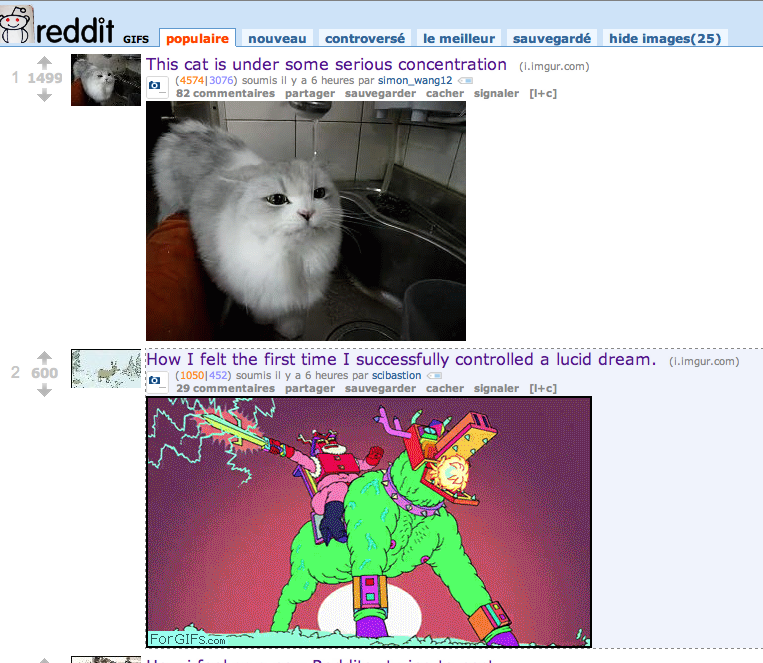 reddit GIFS populaire nouveau controversé le meilleur sauvegardé hide images(25)
This cat is under some serious concentration (i.imgur.com)
1 1499
(4574|3076) soumis il y a 6 heures par simon_wang12
82 commentaires partager sauvegarder cacher signaler [l+c]
How I felt the first time I successfully controlled a lucid dream. (i.imgur.com)
2 600
(1050|452) soumis il y a 6 heures par scibastion
29 commentaires partager sauvegarder cacher signaler [l+c]
ForGIFs.com